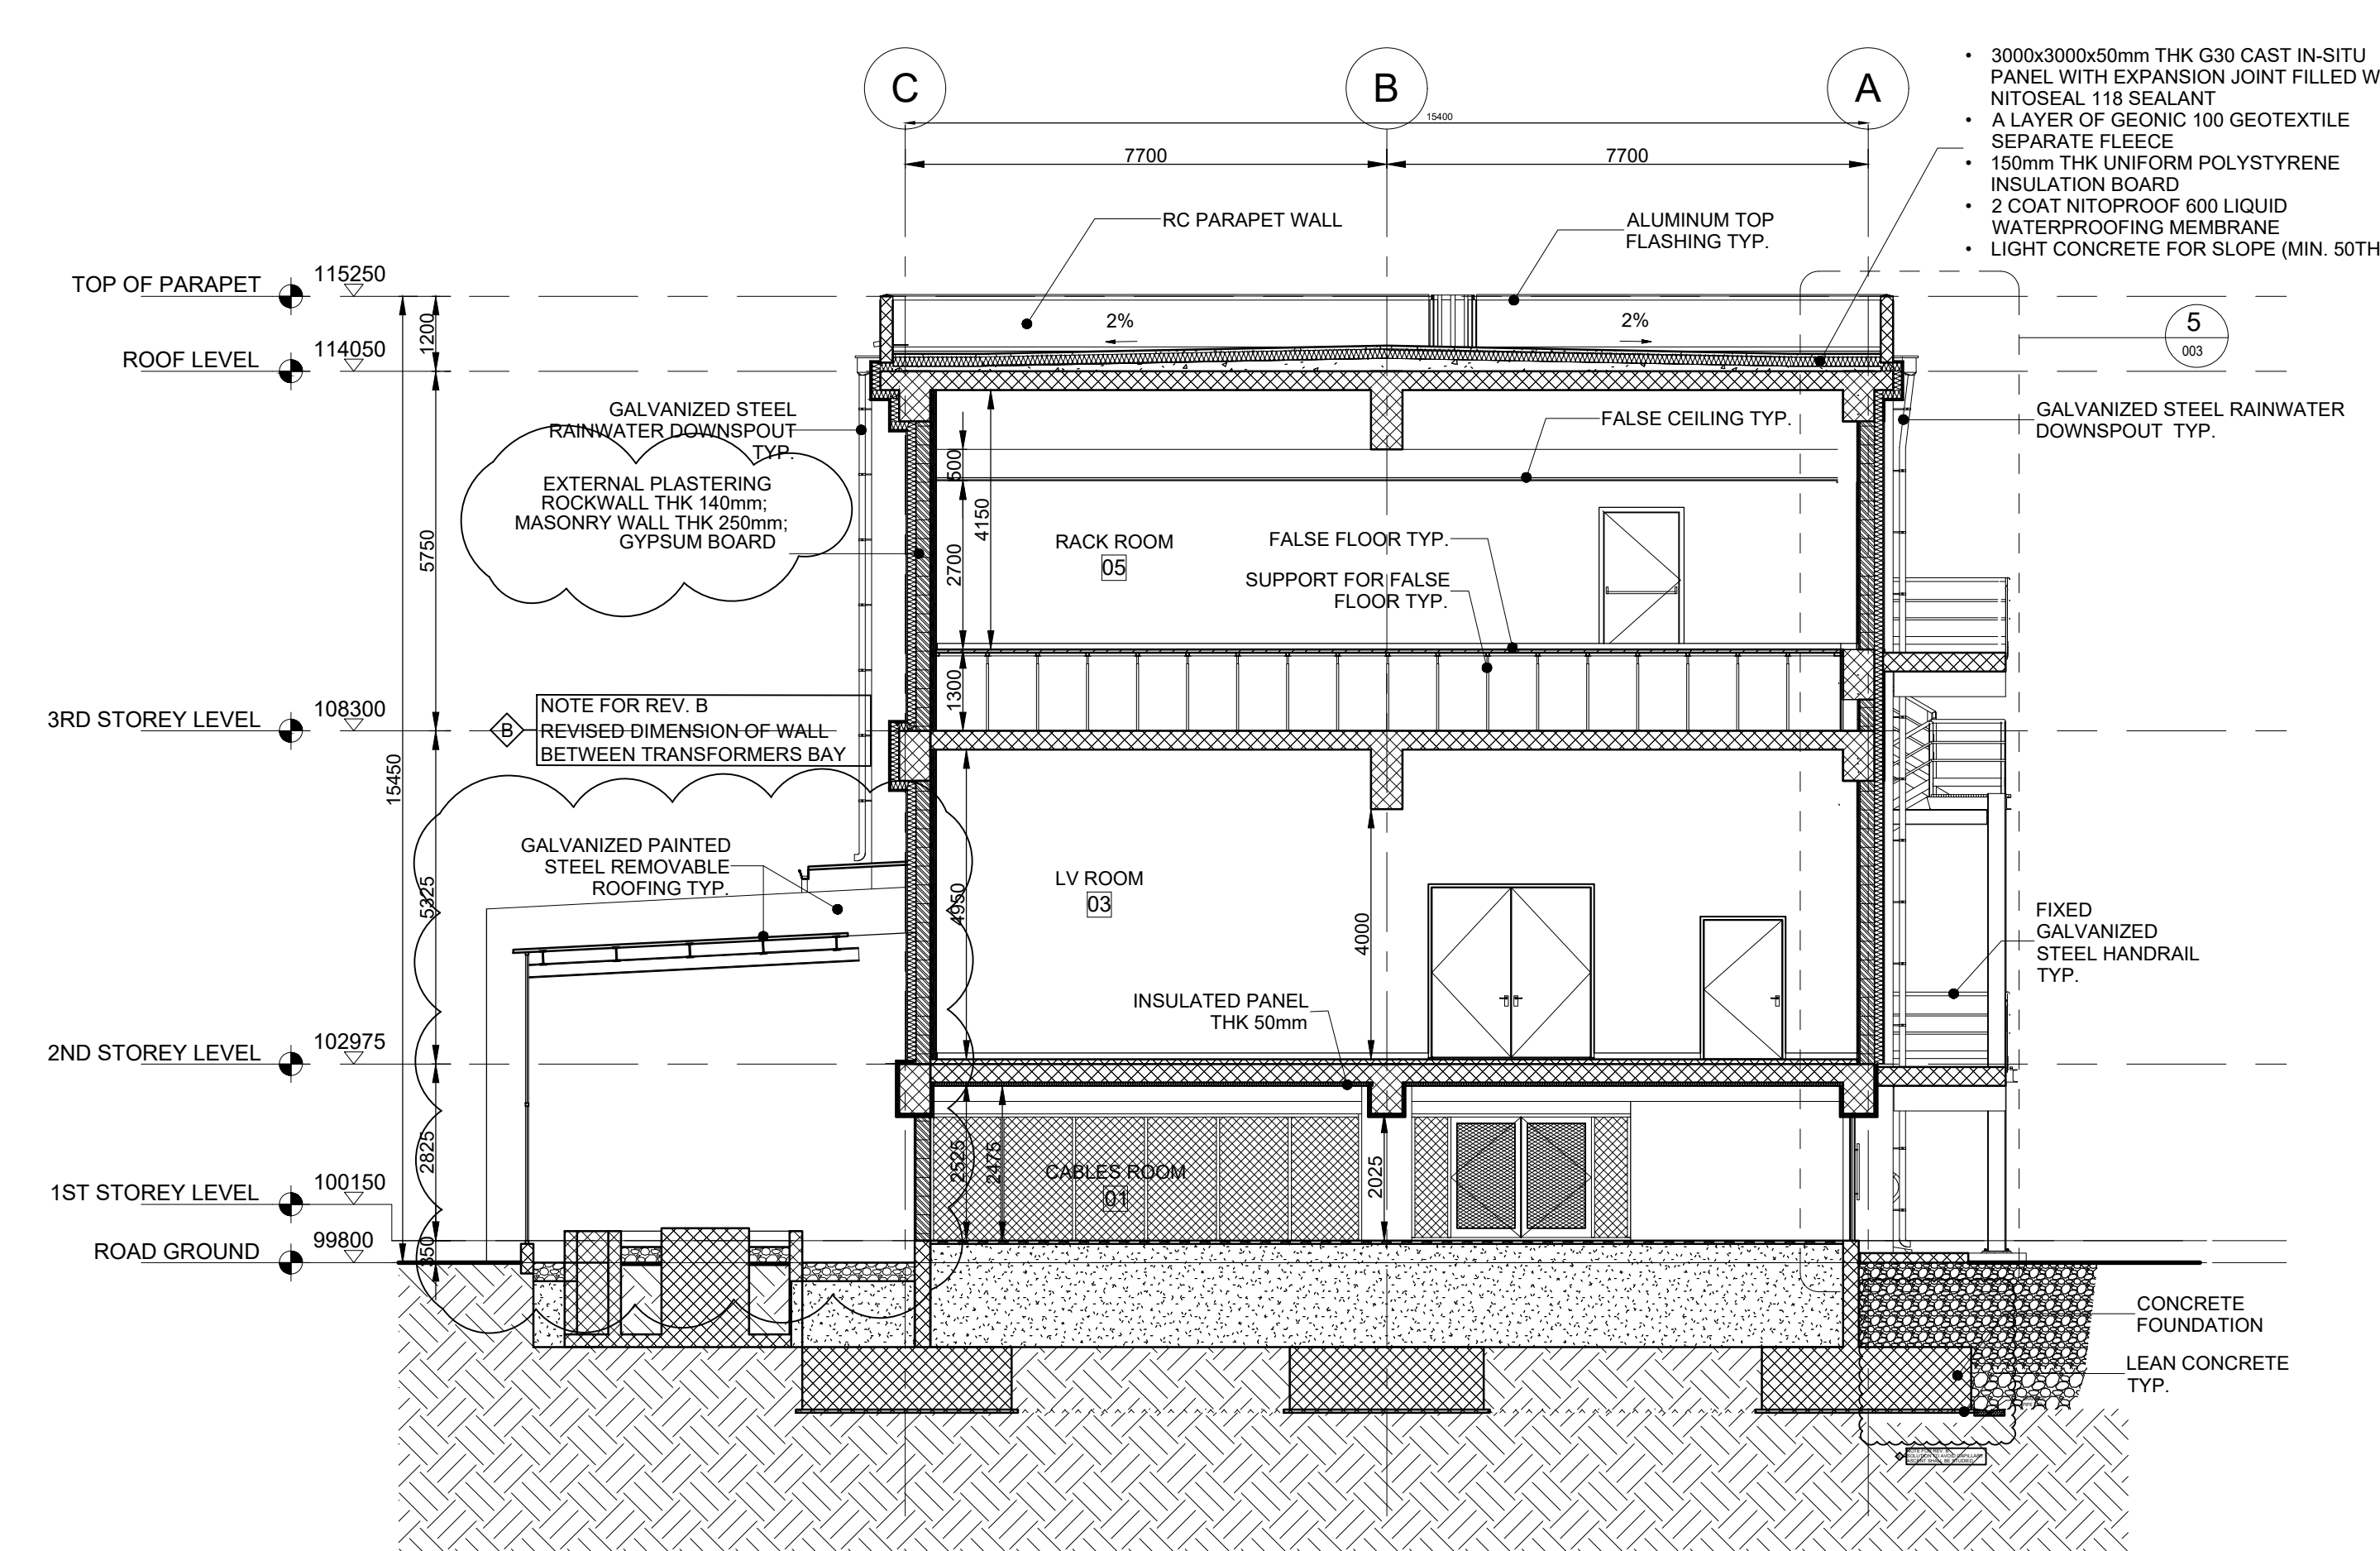 C
B
A
15400
7700
7700
• 3000x3000x50mm THK G30 CAST IN-SITU
PANEL WITH EXPANSION JOINT FILLED W
NITOSEAL 118 SEALANT
• A LAYER OF GEONIC 100 GEOTEXTILE
SEPARATE FLEECE
• 150mm THK UNIFORM POLYSTYRENE
INSULATION BOARD
• 2 COAT NITOPROOF 600 LIQUID
WATERPROOFING MEMBRANE
• LIGHT CONCRETE FOR SLOPE (MIN. 50TH
RC PARAPET WALL
ALUMINUM TOP
FLASHING TYP.
TOP OF PARAPET
115250
1200
2%
2%
5
003
ROOF LEVEL
114050
GALVANIZED STEEL
RAINWATER DOWNSPOUT
TYP.
FALSE CEILING TYP.
GALVANIZED STEEL RAINWATER
DOWNSPOUT TYP.
EXTERNAL PLASTERING
ROCKWALL THK 140mm;
MASONRY WALL THK 250mm;
GYPSUM BOARD
5750
500
2700
4150
RACK ROOM
05
FALSE FLOOR TYP.
SUPPORT FOR FALSE
FLOOR TYP.
1300
3RD STOREY LEVEL
108300
B
NOTE FOR REV. B
REVISED DIMENSION OF WALL
BETWEEN TRANSFORMERS BAY
15450
GALVANIZED PAINTED
STEEL REMOVABLE
ROOFING TYP.
5325
4950
LV ROOM
03
4000
FIXED
GALVANIZED
STEEL HANDRAIL
TYP.
INSULATED PANEL
THK 50mm
2ND STOREY LEVEL
102975
2825
2525
2475
CABLES ROOM
01
2025
1ST STOREY LEVEL
100150
ROAD GROUND
99800
350
CONCRETE
FOUNDATION
LEAN CONCRETE
TYP.